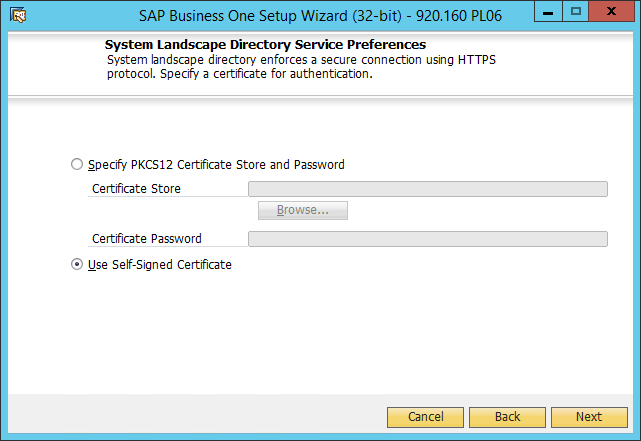 SAP Business One Setup Wizard (32-bit) - 920.160 PL06
System Landscape Directory Service Preferences
System landscape directory enforces a secure connection using HTTPS
protocol. Specify a certificate for authentication.
Specify PKCS12 Certificate Store and Password
Certificate Store
Browse...
Certificate Password
Use Self-Signed Certificate
Cancel Back Next